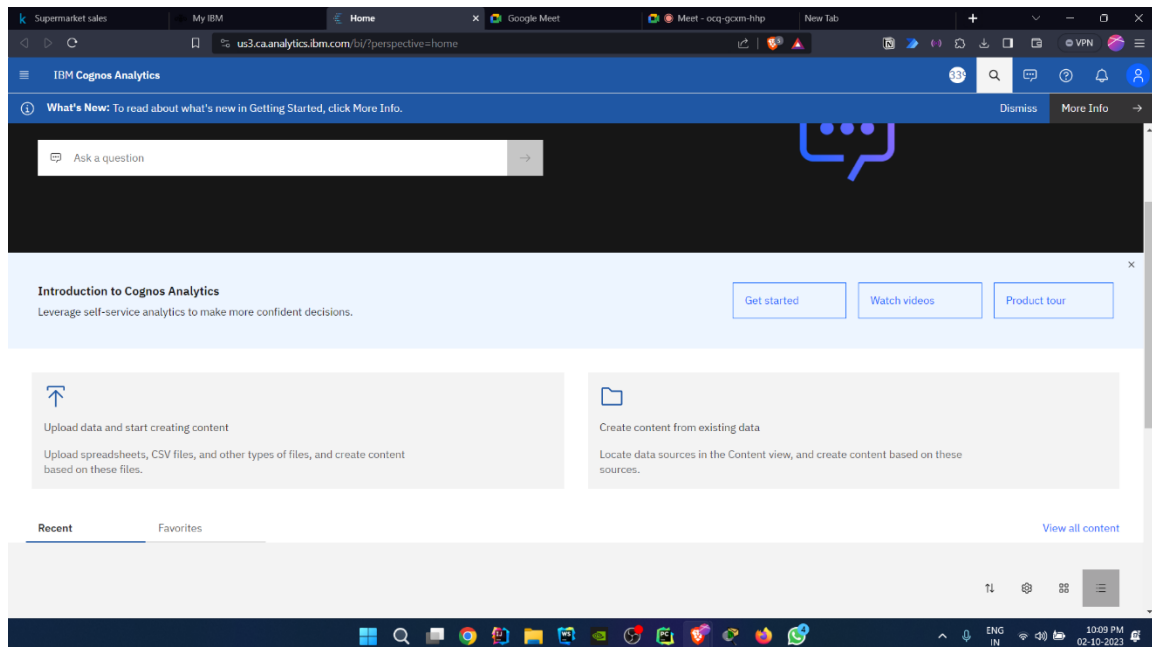 Supermarket sales
My IBM
Home
Google Meet
Meet - ocq-gcxm-hhp
New Tab
us3.ca.analytics.ibm.com/bi/?perspective=home
VPN
IBM Cognos Analytics
What's New: To read about what's new in Getting Started, click More Info.
Dismiss
More Info
Ask a question
Introduction to Cognos Analytics
Leverage self-service analytics to make more confident decisions.
Get started
Watch videos
Product tour
Upload data and start creating content
Upload spreadsheets, CSV files, and other types of files, and create content
based on these files.
Create content from existing data
Locate data sources in the Content view, and create content based on these
sources.
Recent
Favorites
View all content
ENG
IN
10:09 PM
02-10-2023